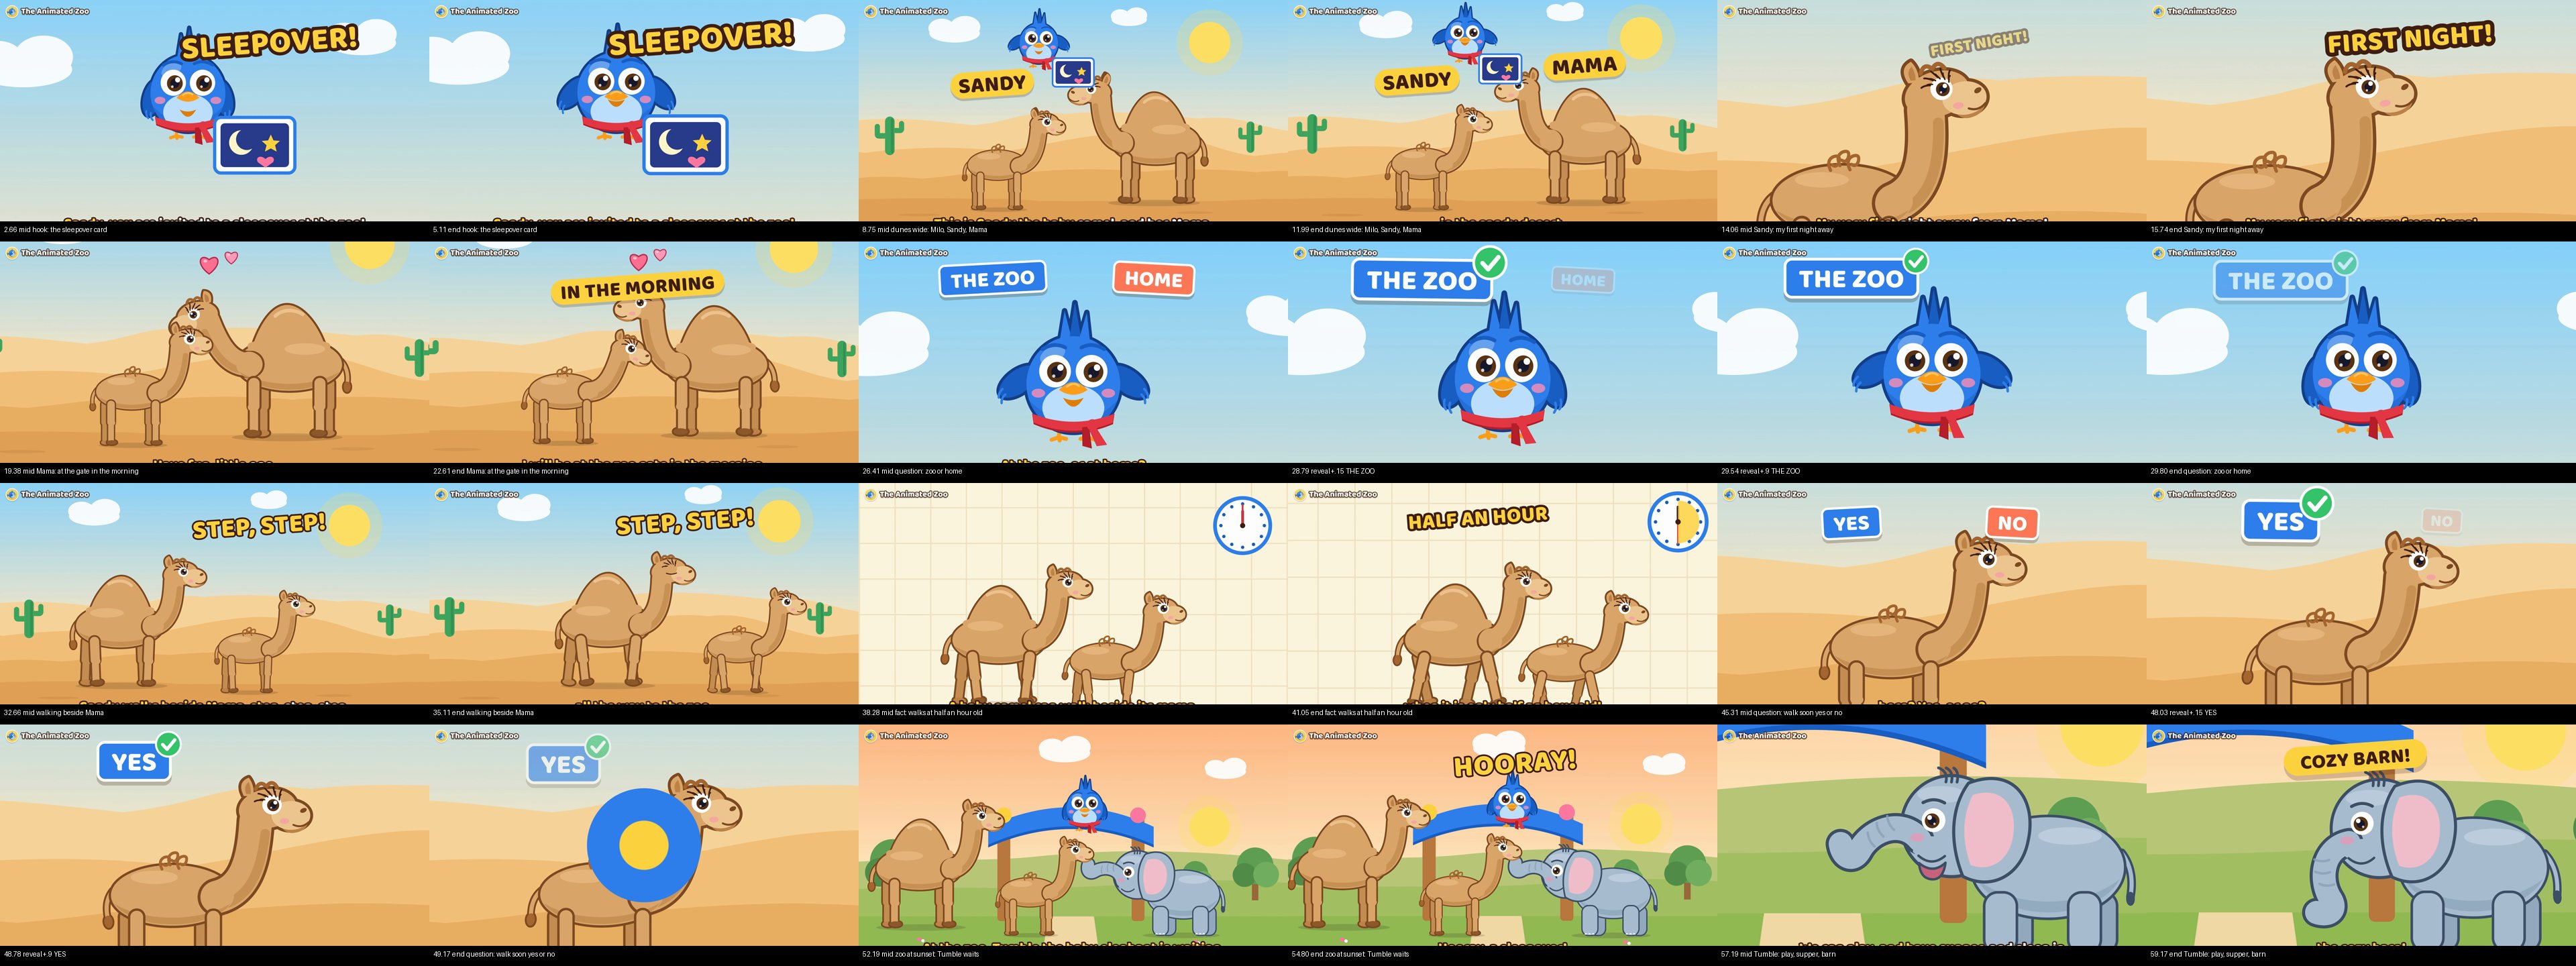 The Animated Zoo
SLEEPOVER!
2.66 mid hook: the sleepover card
The Animated Zoo
SLEEPOVER!
5.11 end hook: the sleepover card
The Animated Zoo
SANDY
8.75 mid dunes wide: Milo, Sandy, Mama
The Animated Zoo
SANDY
MAMA
11.99 end dunes wide: Milo, Sandy, Mama
The Animated Zoo
FIRST NIGHT!
14.06 mid Sandy: my first night away
The Animated Zoo
FIRST NIGHT!
15.74 end Sandy: my first night away
The Animated Zoo
19.38 mid Mama: at the gate in the morning
The Animated Zoo
IN THE MORNING
22.61 end Mama: at the gate in the morning
The Animated Zoo
THE ZOO
HOME
26.41 mid question: zoo or home
The Animated Zoo
THE ZOO
HOME
28.79 reveal+.15 THE ZOO
The Animated Zoo
THE ZOO
29.54 reveal+.9 THE ZOO
The Animated Zoo
THE ZOO
29.80 end question: zoo or home
The Animated Zoo
STEP, STEP!
32.66 mid walking beside Mama
The Animated Zoo
STEP, STEP!
35.11 end walking beside Mama
The Animated Zoo
38.28 mid fact: walks at half an hour old
The Animated Zoo
HALF AN HOUR
41.05 end fact: walks at half an hour old
The Animated Zoo
YES
NO
45.31 mid question: walk soon yes or no
The Animated Zoo
YES
NO
48.03 reveal+.15 YES
The Animated Zoo
YES
48.78 reveal+.9 YES
The Animated Zoo
YES
49.17 end question: walk soon yes or no
The Animated Zoo
52.19 mid zoo at sunset: Tumble waits
The Animated Zoo
HOORAY!
54.80 end zoo at sunset: Tumble waits
The Animated Zoo
57.19 mid Tumble: play, supper, barn
The Animated Zoo
COZY BARN!
59.17 end Tumble: play, supper, barn